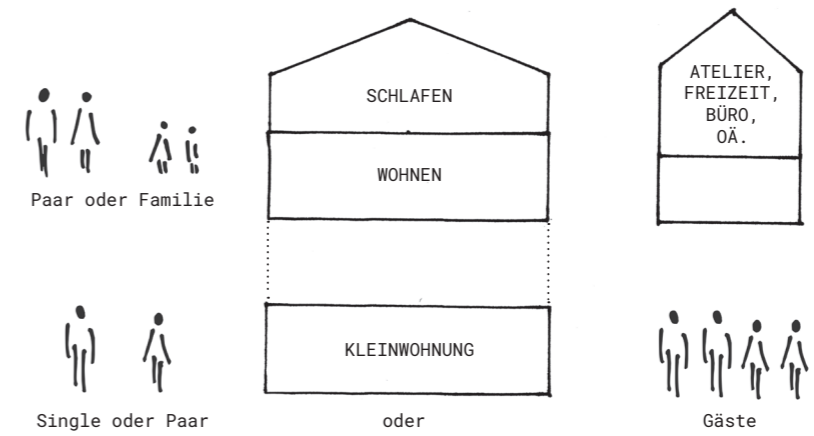 SCHLAFEN
ATELIER,
FREIZEIT,
BÜRO,
OÄ.
WOHNEN
Paar oder Familie
KLEINWOHNUNG
Single oder Paar
oder
Gäste